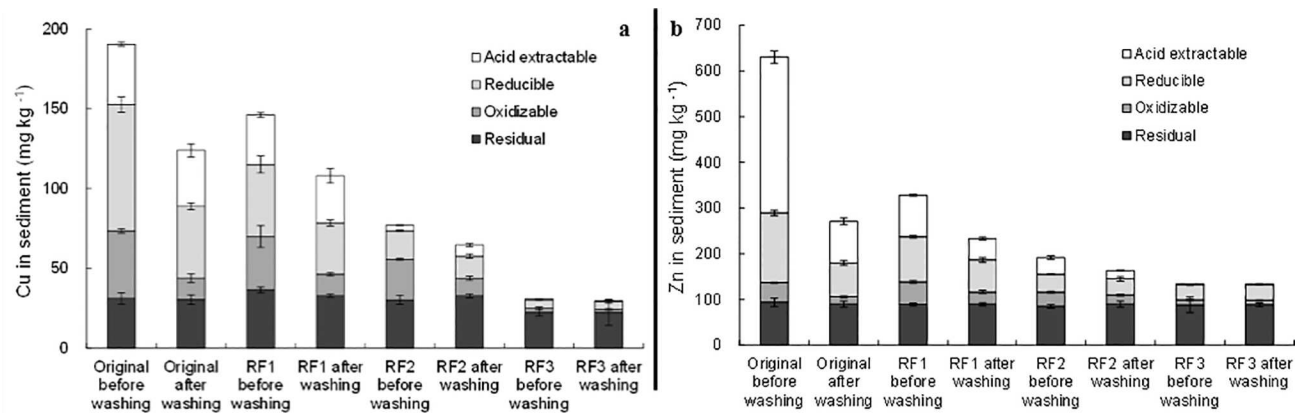 a
200
150
100
50
0
Cu in sediment (mg kg -1)
Acid extractable
Reducible
Oxidizable
Residual
Original before washing
Original after washing
RF1 before washing
RF1 after washing
RF2 before washing
RF2 after washing
RF3 before washing
RF3 after washing
b
700
600
500
400
300
200
100
0
Zn in sediment (mg kg -1)
Acid extractable
Reducible
Oxidizable
Residual
Original before washing
Original after washing
RF1 before washing
RF1 after washing
RF2 before washing
RF2 after washing
RF3 before washing
RF3 after washing